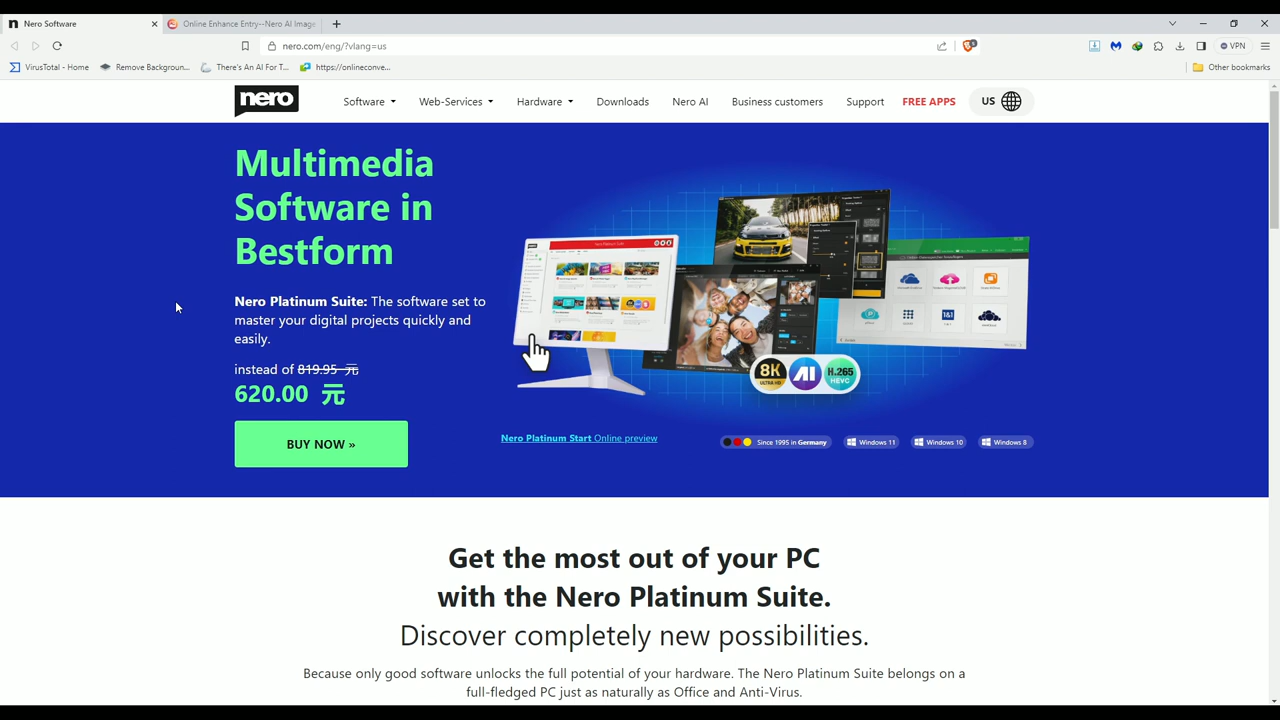 Nero Software
Online Enhance Entry--Nero AI Image
nero.com/eng/?vlang=us
VPN
VirusTotal - Home
Remove Backgroun...
There's An AI For T...
https://onlineconve...
Other bookmarks
nero
Software
Web-Services
Hardware
Downloads
Nero AI
Business customers
Support
FREE APPS
US
Multimedia
Software in
Bestform
Nero Platinum Suite: The software set to
master your digital projects quickly and
easily.
instead of 819.95 元
620.00 元
BUY NOW »
Nero Platinum Suite
8K
ULTRA HD
AI
H.265
HEVC
Nero Platinum Start Online preview
Since 1995 in Germany
Windows 11
Windows 10
Windows 8
Get the most out of your PC
with the Nero Platinum Suite.
Discover completely new possibilities.
Because only good software unlocks the full potential of your hardware. The Nero Platinum Suite belongs on a
full-fledged PC just as naturally as Office and Anti-Virus.